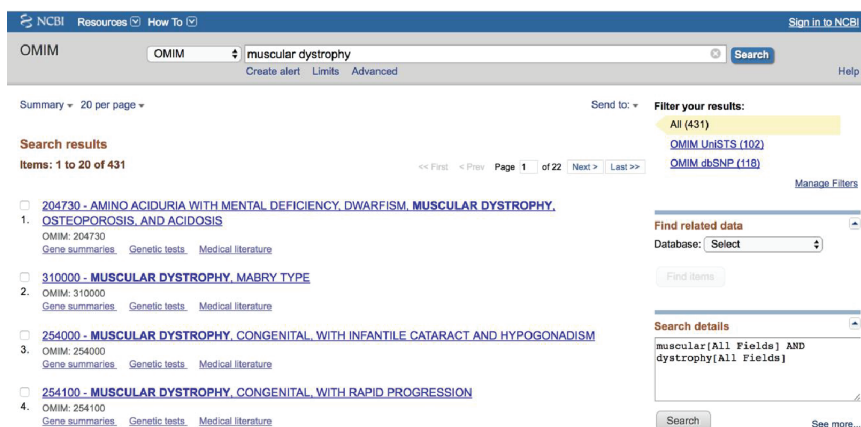 NCBI Resources How To Sign in to NCBI
OMIM OMIM muscular dystrophy Search
Create alert Limits Advanced Help
Summary 20 per page Send to: Filter your results:
All (431)
Search results OMIM UniSTS (102)
Items: 1 to 20 of 431 << First < Prev Page 1 of 22 Next > Last >> OMIM dbSNP (118)
Manage Filters
204730 - AMINO ACIDURIA WITH MENTAL DEFICIENCY, DWARFISM, MUSCULAR DYSTROPHY,
1. OSTEOPOROSIS, AND ACIDOSIS
OMIM: 204730
Gene summaries Genetic tests Medical literature
310000 - MUSCULAR DYSTROPHY, MABRY TYPE
2. OMIM: 310000
Gene summaries Genetic tests Medical literature
254000 - MUSCULAR DYSTROPHY, CONGENITAL, WITH INFANTILE CATARACT AND HYPOGONADISM
3. OMIM: 254000
Gene summaries Genetic tests Medical literature
254100 - MUSCULAR DYSTROPHY, CONGENITAL, WITH RAPID PROGRESSION
4. OMIM: 254100
Gene summaries Genetic tests Medical literature
Find related data
Database: Select
Find items
Search details
muscular[All Fields] AND
dystrophy[All Fields]
Search See more...